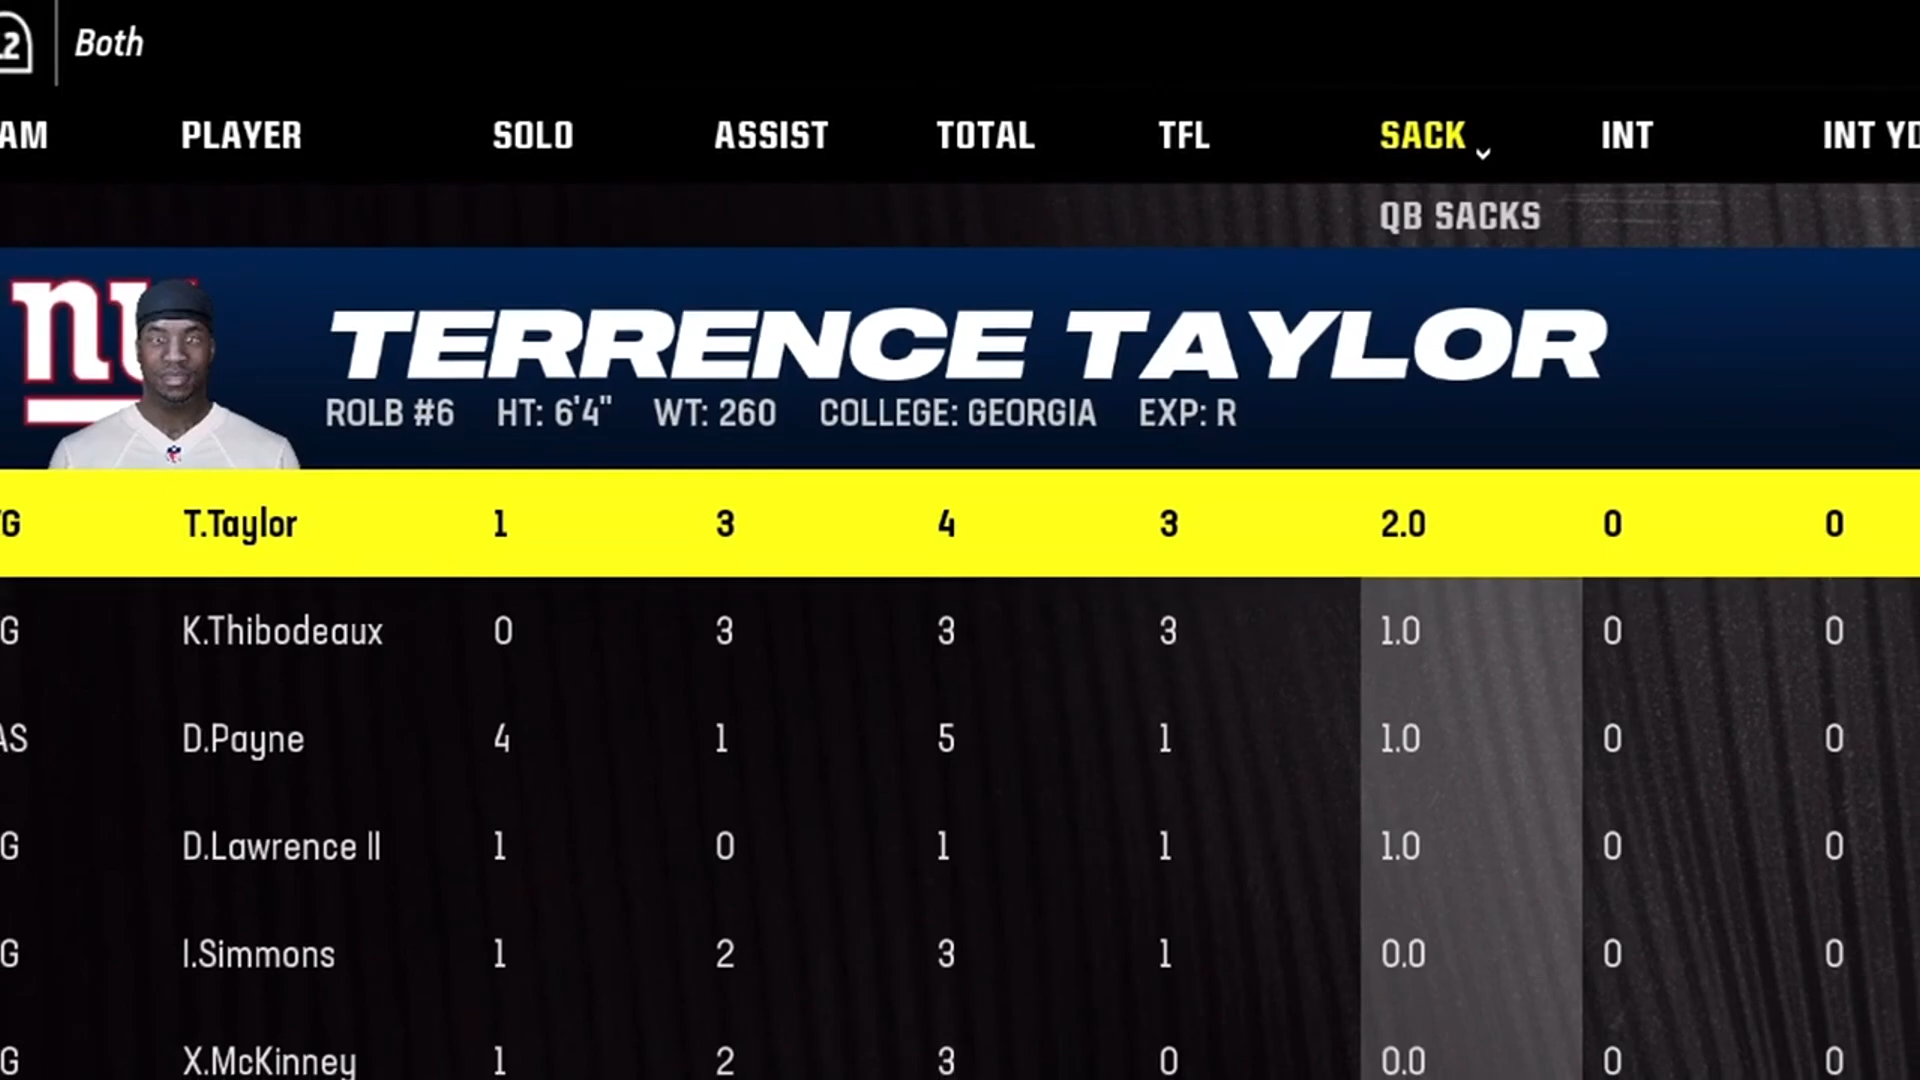 Both
PLAYER SOLO ASSIST TOTAL TFL SACK INT INT
QB SACKS
ny
TERRENCE TAYLOR
ROLB #6 HT: 6'4" WT: 260 COLLEGE: GEORGIA EXP: R
T.Taylor 1 3 4 3 2.0 0 0
K.Thibodeaux 0 3 3 3 1.0 0 0
D.Payne 4 1 5 1 1.0 0 0
D.Lawrence II 1 0 1 1 1.0 0 0
I.Simmons 1 2 3 1 0.0 0 0
X.McKinney 1 2 3 0 0.0 0 0